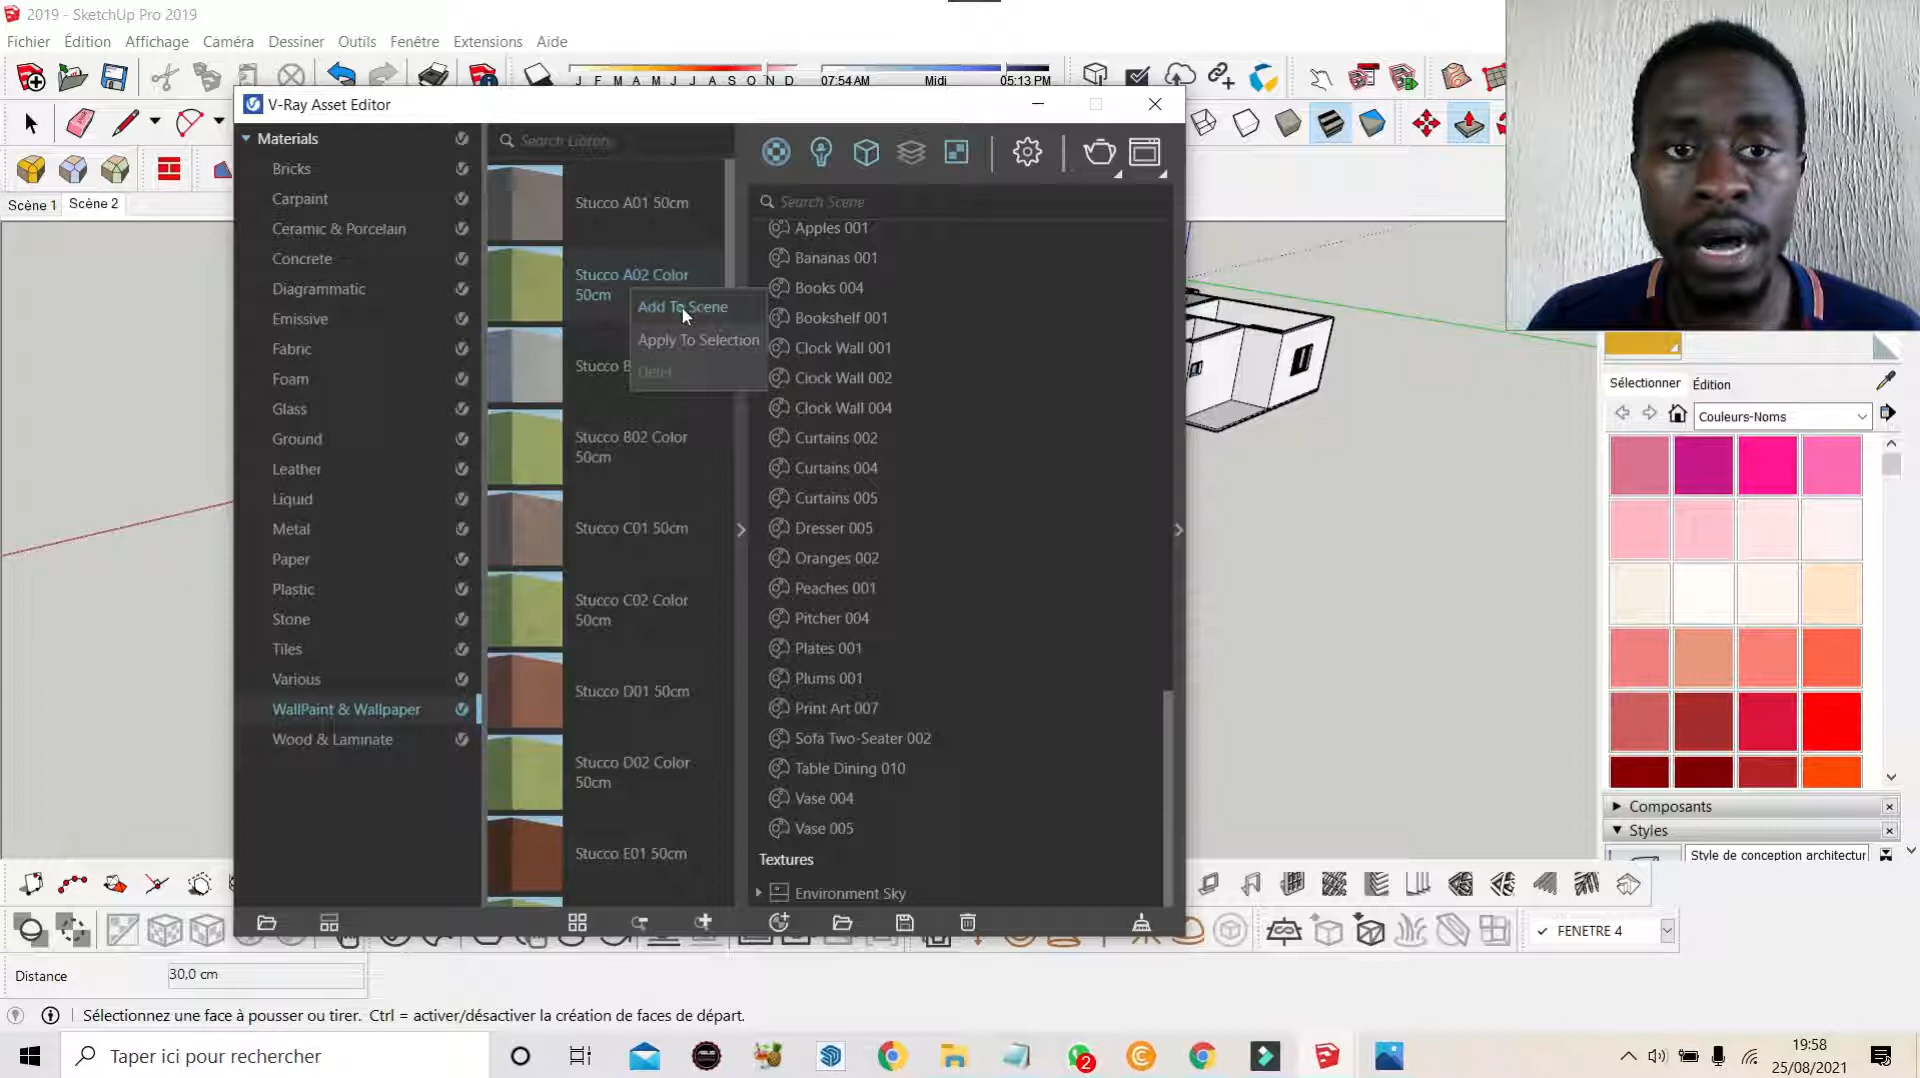 2019 - SketchUp Pro 2019
Fichier Édition Affichage Caméra Dessiner Outils Fenêtre Extensions Aide
J F M A M J J A S O N D 07:54 AM Midi 05:13 PM
V-Ray Asset Editor
Scène 1 Scène 2
Materials
Bricks
Carpaint
Ceramic & Porcelain
Concrete
Diagrammatic
Emissive
Fabric
Foam
Glass
Ground
Leather
Liquid
Metal
Paper
Plastic
Stone
Tiles
Various
WallPaint & Wallpaper
Wood & Laminate
Search Library
Stucco A01 50cm
Stucco A02 Color
50cm
Stucco B
Stucco B02 Color
50cm
Stucco C01 50cm
Stucco C02 Color
50cm
Stucco D01 50cm
Stucco D02 Color
50cm
Stucco E01 50cm
Add To Scene
Apply To Selection
Search Scene
Apples 001
Bananas 001
Books 004
Bookshelf 001
Clock Wall 001
Clock Wall 002
Clock Wall 004
Curtains 002
Curtains 004
Curtains 005
Dresser 005
Oranges 002
Peaches 001
Pitcher 004
Plates 001
Plums 001
Print Art 007
Sofa Two-Seater 002
Table Dining 010
Vase 004
Vase 005
Textures
Environment Sky
Sélectionner Édition
Couleurs-Noms
Composants
Styles
Style de conception architectur
FENETRE 4
Distance 30,0 cm
Sélectionnez une face à pousser ou tirer. Ctrl = activer/désactiver la création de faces de départ.
Taper ici pour rechercher
2
19:58
25/08/2021